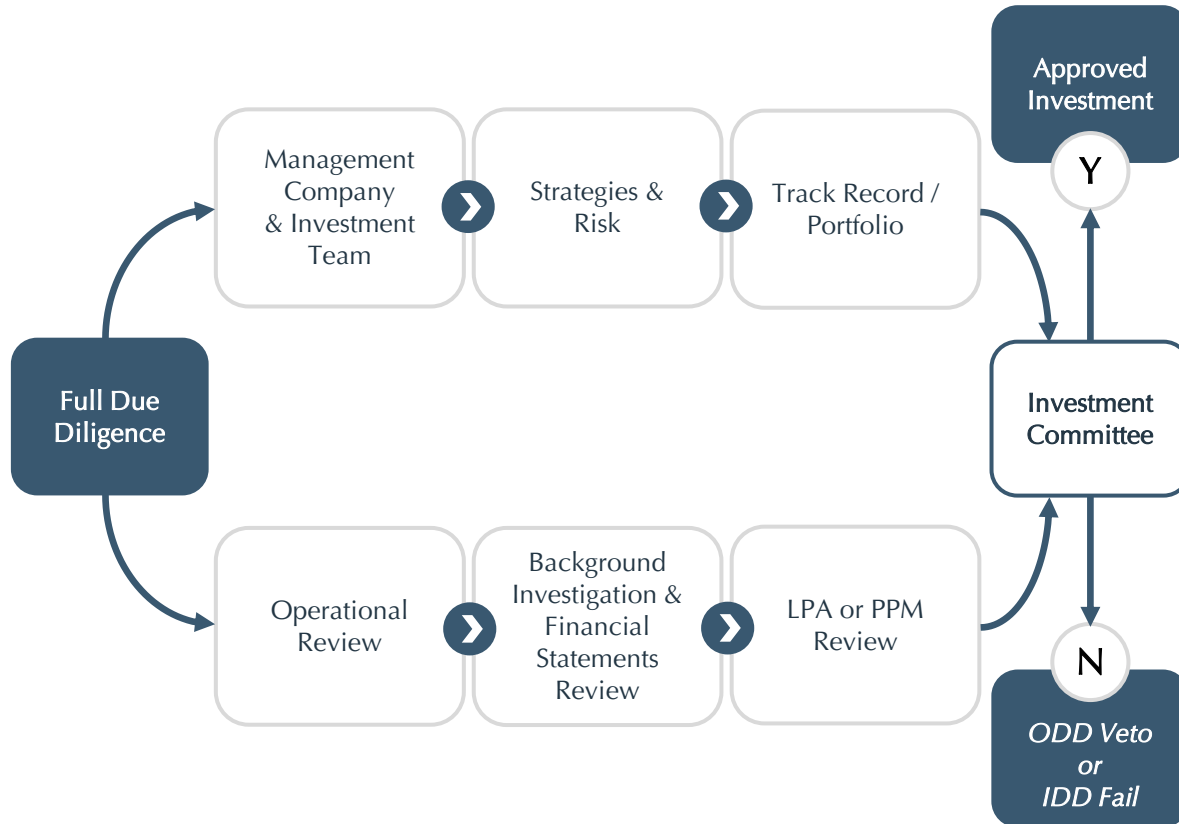 Full Due
Diligence
Management
Company
& Investment
Team
Strategies &
Risk
Track Record /
Portfolio
Operational
Review
Background
Investigation &
Financial
Statements
Review
LPA or PPM
Review
Investment
Committee
Approved
Investment
Y
N
ODD Veto
or
IDD Fail